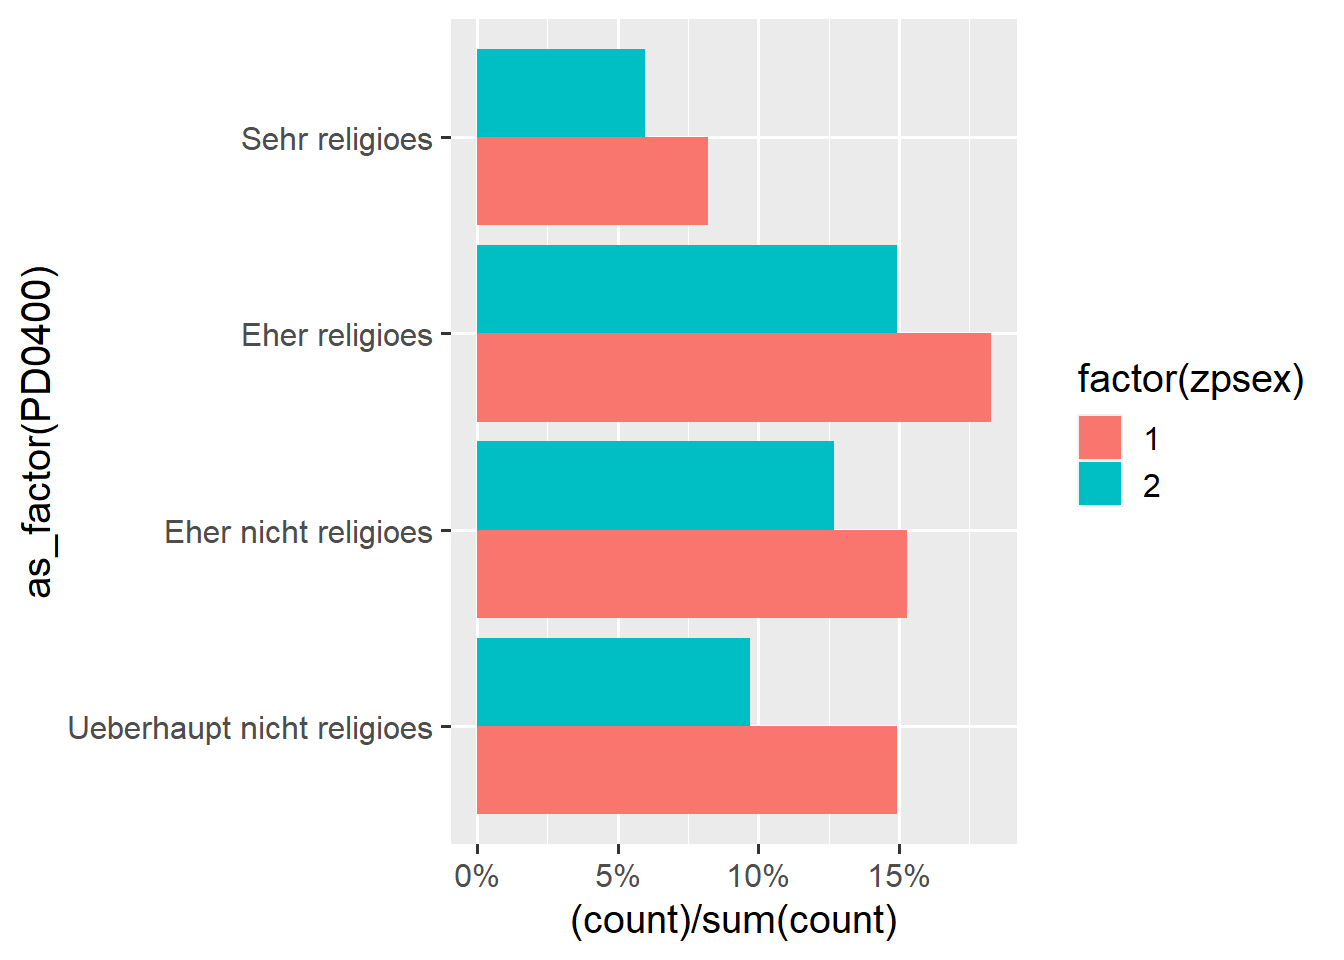 as_factor(PD0400)
Sehr religioes
Eher religioes
Eher nicht religioes
Ueberhaupt nicht religioes
0% 5% 10% 15%
(count)/sum(count)
factor(zpsex)
1
2